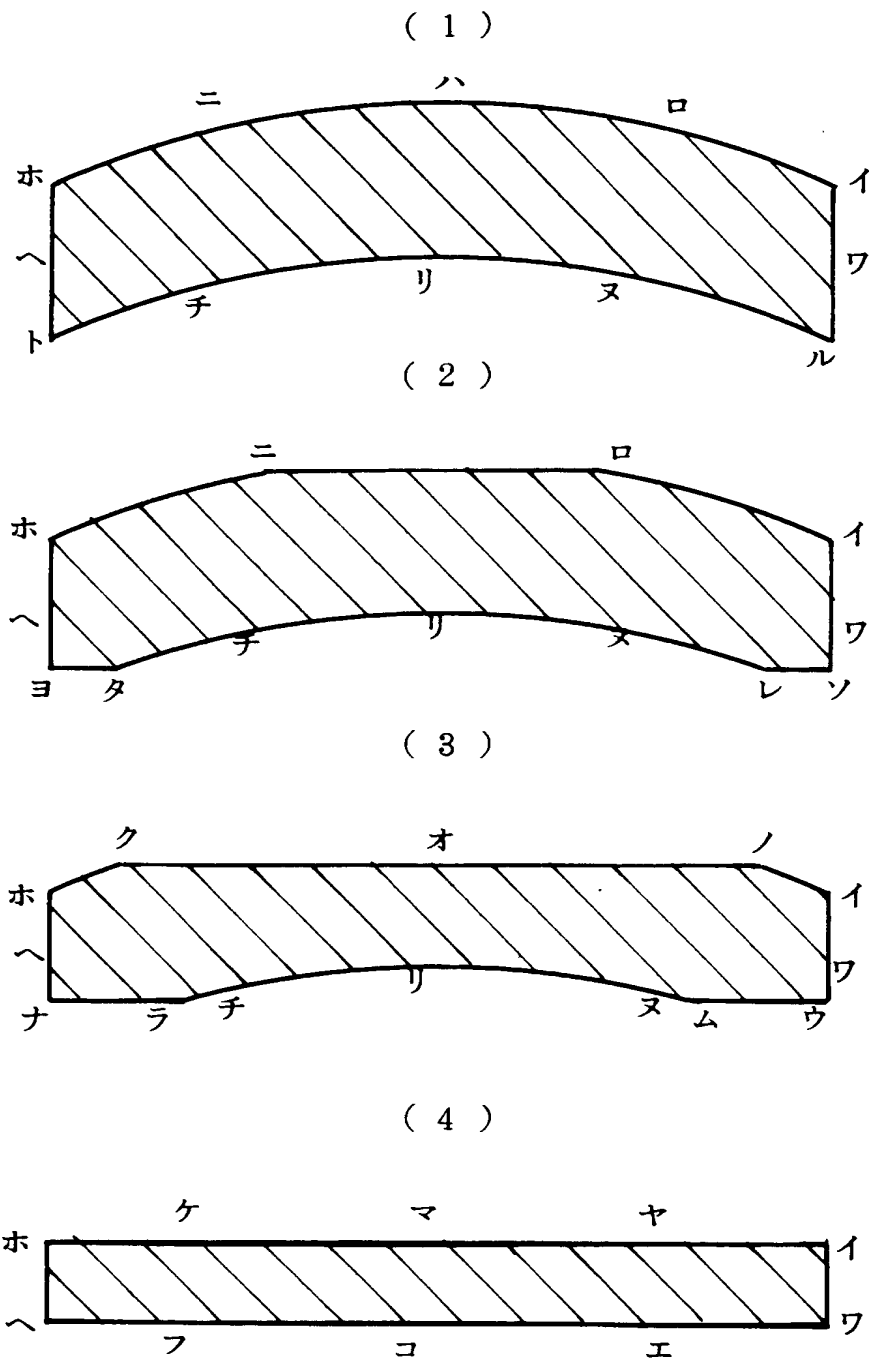 ( 1 )
ニ ハ ロ
ホ イ
ヘ ワ
チ リ ヌ
ト ル
( 2 )
ニ ロ
ホ イ
ヘ チ リ ヌ ワ
ヨ タ レ ソ
( 3 )
ク オ ノ
ホ イ
ヘ リ ワ
ナ ラ チ ヌ ム ウ
( 4 )
ケ マ ヤ
ホ イ
ヘ ワ
フ コ エ